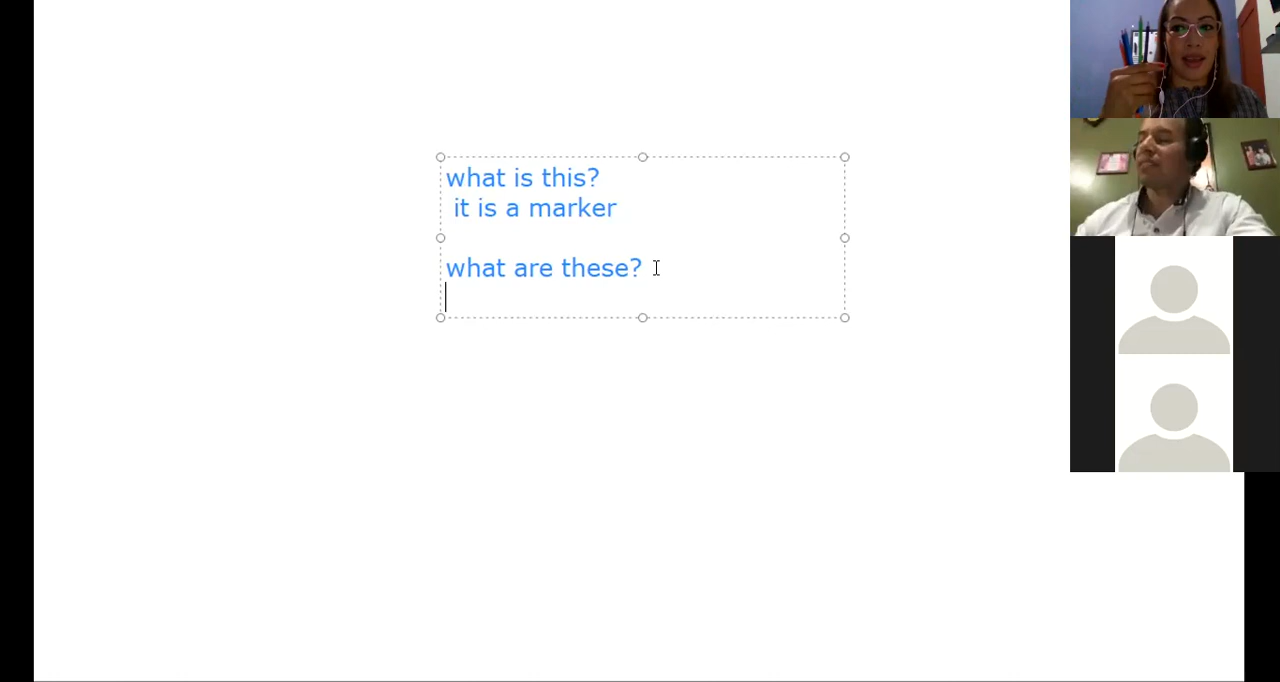 what is this?
it is a marker
what are these?